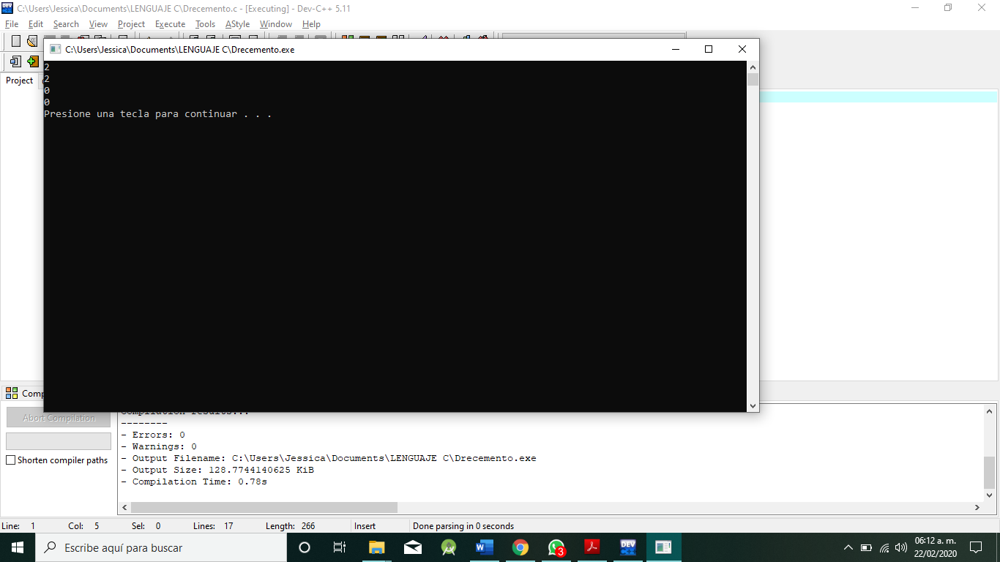 C:\Users\Jessica\Documents\LENGUAJE C\Drecemento.c - [Executing] - Dev-C++ 5.11
File Edit Search View Project Execute Tools AStyle Window Help
C:\Users\Jessica\Documents\LENGUAJE C\Drecemento.exe
Project
2
2
0
0
Presione una tecla para continuar . . .
Abort Compilation
Shorten compiler paths
Compilation results...
--------
- Errors: 0
- Warnings: 0
- Output Filename: C:\Users\Jessica\Documents\LENGUAJE C\Drecemento.exe
- Output Size: 128.7744140625 KiB
- Compilation Time: 0.78s
Line: 1 Col: 5 Sel: 0 Lines: 17 Length: 266 Insert Done parsing in 0 seconds
Escribe aquí para buscar
3
DEV
06:12 a. m.
22/02/2020